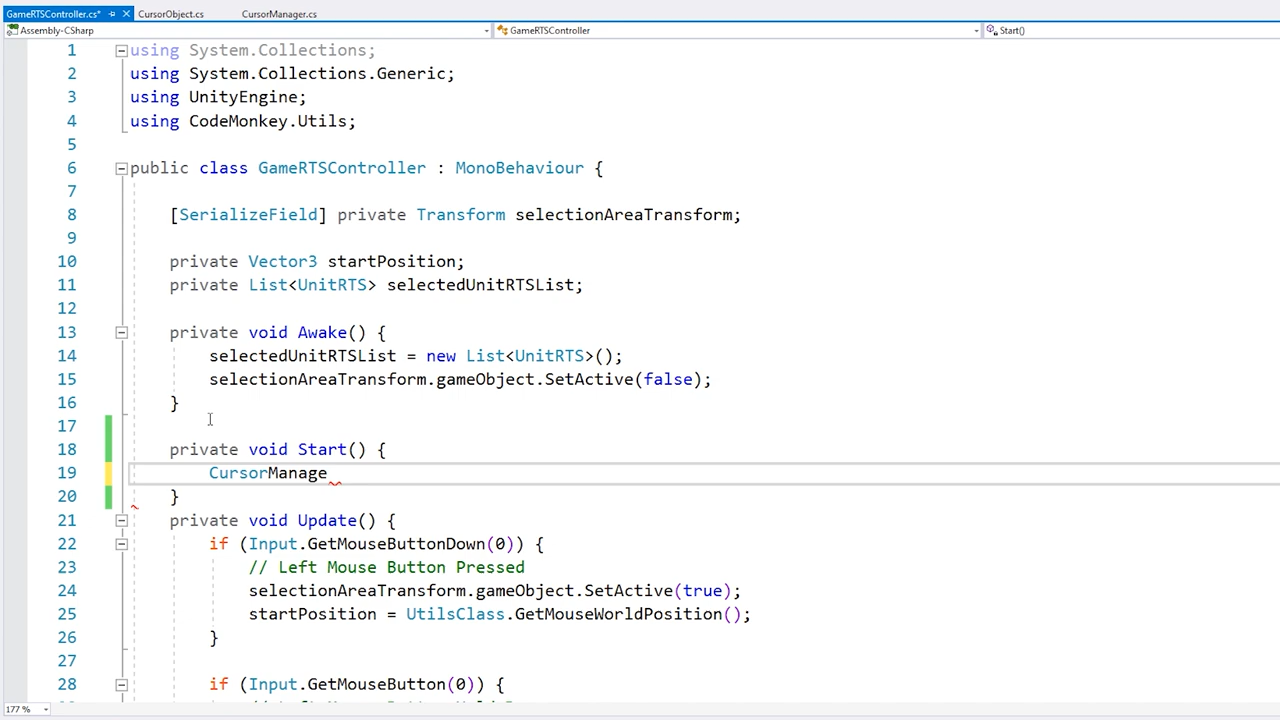 GameRTSController.cs* CursorObject.cs CursorManager.cs
Assembly-CSharp GameRTSController Start()
1 using System.Collections;
2 using System.Collections.Generic;
3 using UnityEngine;
4 using CodeMonkey.Utils;
5
6 public class GameRTSController : MonoBehaviour {
7
8 [SerializeField] private Transform selectionAreaTransform;
9
10 private Vector3 startPosition;
11 private List<UnitRTS> selectedUnitRTSList;
12
13 private void Awake() {
14 selectedUnitRTSList = new List<UnitRTS>();
15 selectionAreaTransform.gameObject.SetActive(false);
16 }
17
18 private void Start() {
19 CursorManage
20 }
21 private void Update() {
22 if (Input.GetMouseButtonDown(0)) {
23 // Left Mouse Button Pressed
24 selectionAreaTransform.gameObject.SetActive(true);
25 startPosition = UtilsClass.GetMouseWorldPosition();
26 }
27
28 if (Input.GetMouseButton(0)) {
177 %